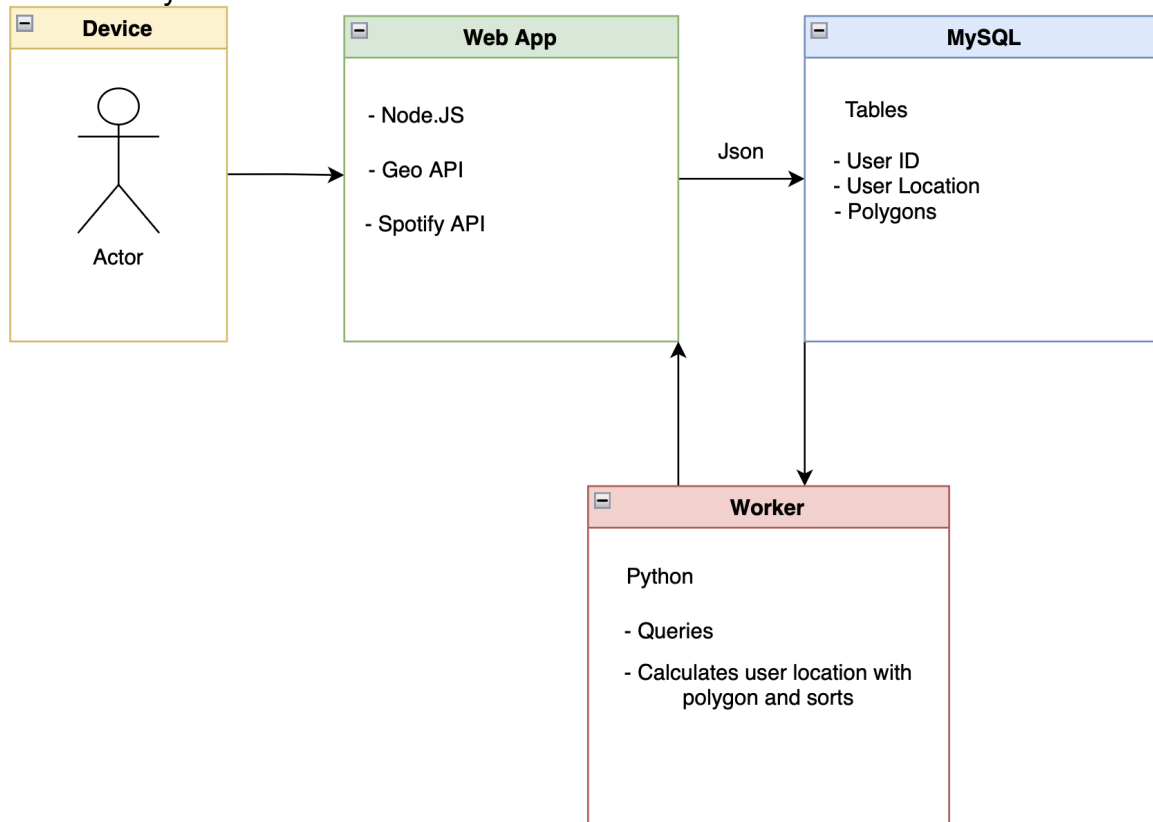 Device
Actor
Web App
- Node.JS
- Geo API
- Spotify API
Json
MySQL
Tables
- User ID
- User Location
- Polygons
Worker
Python
- Queries
- Calculates user location with
polygon and sorts